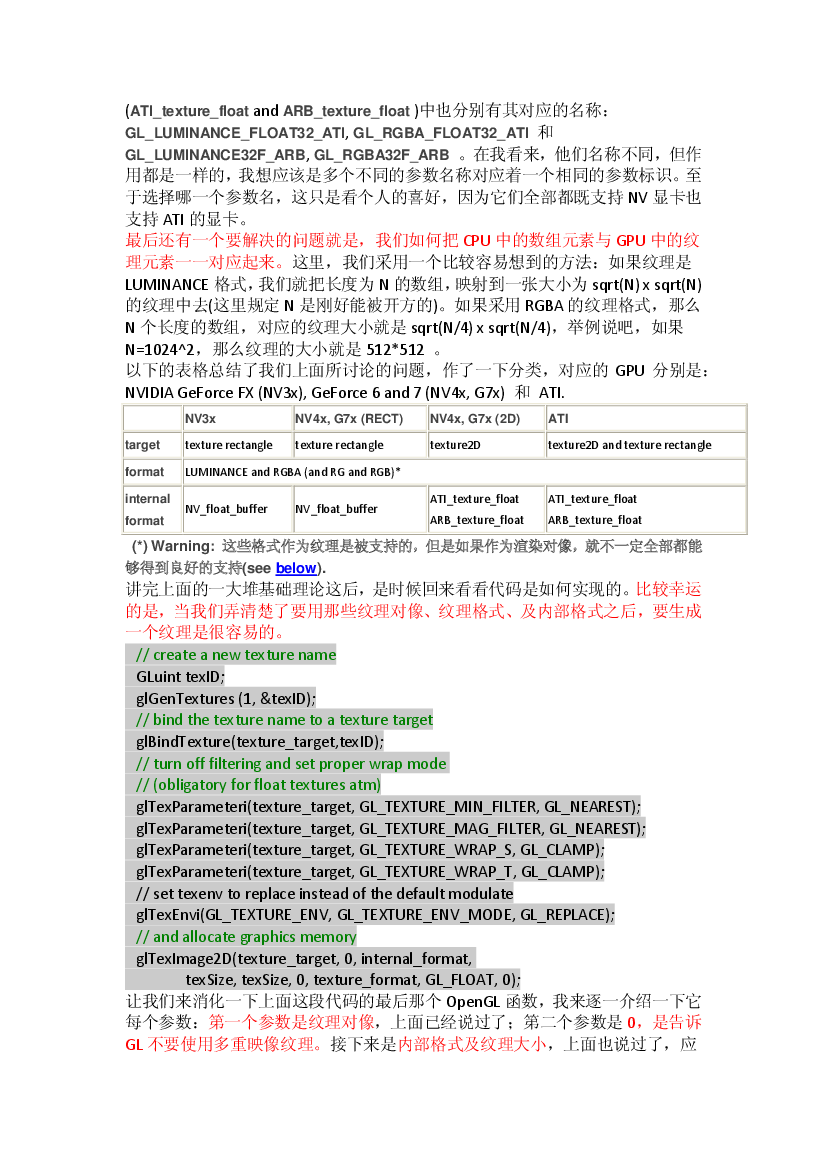 (ATI_texture_float and ARB_texture_float )中也分别有其对应的名称：
GL_LUMINANCE_FLOAT32_ATI, GL_RGBA_FLOAT32_ATI 和
GL_LUMINANCE32F_ARB, GL_RGBA32F_ARB 。在我看来，他们名称不同，但作
用都是一样的，我想应该是多个不同的参数名称对应着一个相同的参数标识。至
于选择哪一个参数名，这只是看个人的喜好，因为它们全部都既支持 NV 显卡也
支持 ATI 的显卡。
最后还有一个要解决的问题就是，我们如何把 CPU 中的数组元素与 GPU 中的纹
理元素一一对应起来。这里，我们采用一个比较容易想到的方法：如果纹理是
LUMINANCE 格式，我们就把长度为 N 的数组，映射到一张大小为 sqrt(N) x sqrt(N)
的纹理中去(这里规定 N 是刚好能被开方的)。如果采用 RGBA 的纹理格式，那么
N 个长度的数组，对应的纹理大小就是 sqrt(N/4) x sqrt(N/4)，举例说吧，如果
N=1024^2，那么纹理的大小就是 512*512 。
以下的表格总结了我们上面所讨论的问题，作了一下分类，对应的 GPU 分别是：
NVIDIA GeForce FX (NV3x), GeForce 6 and 7 (NV4x, G7x) 和 ATI.
NV3x NV4x, G7x (RECT) NV4x, G7x (2D) ATI
target texture rectangle texture rectangle texture2D texture2D and texture rectangle
format LUMINANCE and RGBA (and RG and RGB)*
internal format NV_float_buffer NV_float_buffer ATI_texture_float ARB_texture_float ATI_texture_float ARB_texture_float
(*) Warning: 这些格式作为纹理是被支持的，但是如果作为渲染对像，就不一定全部都能
够得到良好的支持(see below).
讲完上面的一大堆基础理论这后，是时候回来看看代码是如何实现的。比较幸运
的是，当我们弄清楚了要用那些纹理对像、纹理格式、及内部格式之后，要生成
一个纹理是很容易的。
// create a new texture name
GLuint texID;
glGenTextures (1, &texID);
// bind the texture name to a texture target
glBindTexture(texture_target,texID);
// turn off filtering and set proper wrap mode
// (obligatory for float textures atm)
glTexParameteri(texture_target, GL_TEXTURE_MIN_FILTER, GL_NEAREST);
glTexParameteri(texture_target, GL_TEXTURE_MAG_FILTER, GL_NEAREST);
glTexParameteri(texture_target, GL_TEXTURE_WRAP_S, GL_CLAMP);
glTexParameteri(texture_target, GL_TEXTURE_WRAP_T, GL_CLAMP);
// set texenv to replace instead of the default modulate
glTexEnvi(GL_TEXTURE_ENV, GL_TEXTURE_ENV_MODE, GL_REPLACE);
// and allocate graphics memory
glTexImage2D(texture_target, 0, internal_format,
texSize, texSize, 0, texture_format, GL_FLOAT, 0);
让我们来消化一下上面这段代码的最后那个 OpenGL 函数，我来逐一介绍一下它
每个参数：第一个参数是纹理对像，上面已经说过了；第二个参数是 0，是告诉
GL 不要使用多重映像纹理。接下来是内部格式及纹理大小，上面也说过了，应